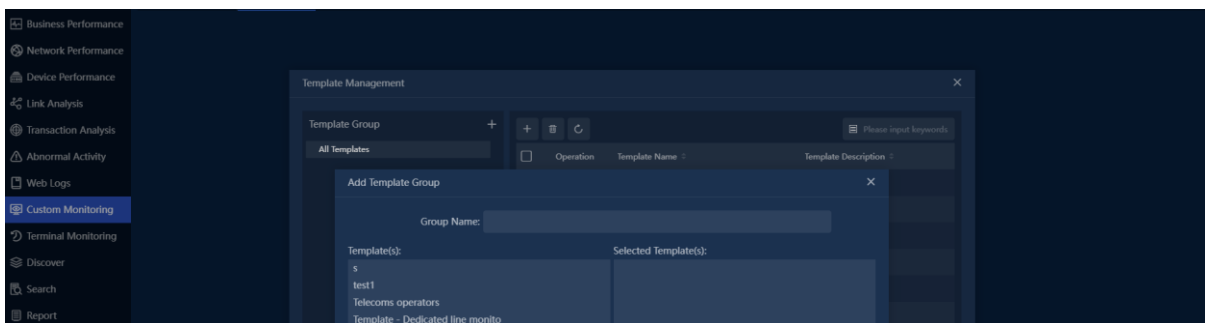 Business Performance
Network Performance
Device Performance
Link Analysis
Transaction Analysis
Abnormal Activity
Web Logs
Custom Monitoring
Terminal Monitoring
Discover
Search
Report
Template Management
Template Group
All Templates
Please input keywords
Operation Template Name Template Description
Add Template Group
Group Name:
Template(s): Selected Template(s):
s
test1
Telecoms operators
Template - Dedicated line monito